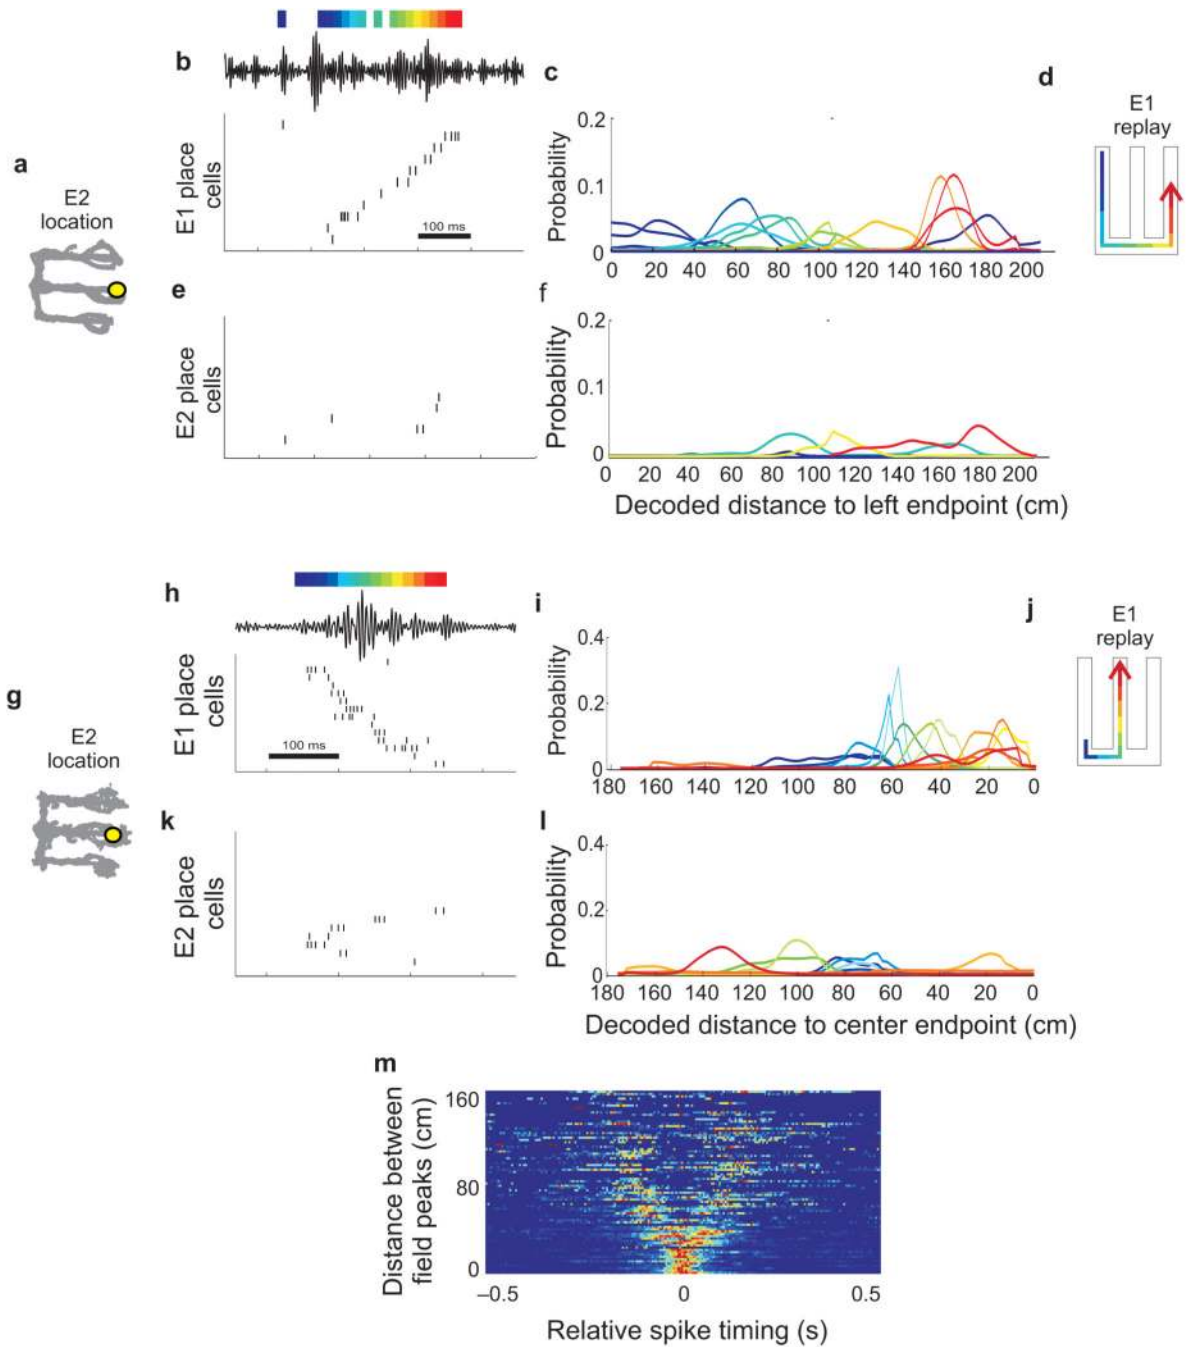 a
E2
location
b
E1 place
cells
100 ms
c
Probability
0.2
0.1
0
0 20 40 60 80 100 120 140 160 180 200
d
E1
replay
e
E2 place
cells
f
Probability
0.2
0.1
0
0 20 40 60 80 100 120 140 160 180 200
Decoded distance to left endpoint (cm)
g
E2
location
h
E1 place
cells
100 ms
i
Probability
0.4
0.2
0
180 160 140 120 100 80 60 40 20 0
j
E1
replay
k
E2 place
cells
l
Probability
0.4
0.2
0
180 160 140 120 100 80 60 40 20 0
Decoded distance to center endpoint (cm)
m
Distance between
field peaks (cm)
160
80
0
–0.5 0 0.5
Relative spike timing (s)